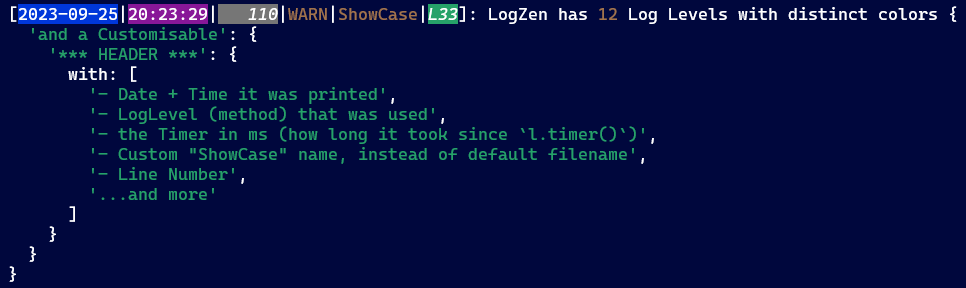 [2023-09-25|20:23:29|   110|WARN|ShowCase|L33]: LogZen has 12 Log Levels with distinct colors {
  'and a Customisable': {
    '*** HEADER ***': {
      with: [
        '- Date + Time it was printed',
        '- LogLevel (method) that was used',
        '- the Timer in ms (how long it took since `l.timer()`)',
        '- Custom "ShowCase" name, instead of default filename',
        '- Line Number',
        '...and more'
      ]
    }
  }
}